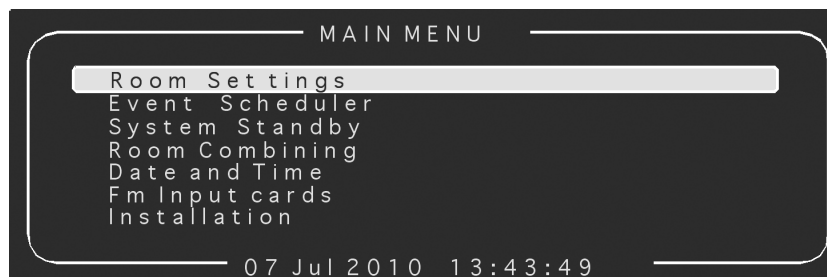 MAIN MENU
Room Settings
Event Scheduler
System Standby
Room Combining
Date and Time
Fm Input cards
Installation
07 Jul 2010 13:43:49